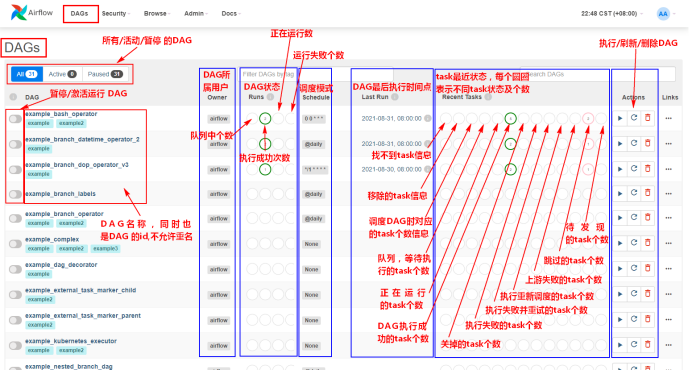 Airflow DAGs Security Browse Admin Docs 22:48 CST (+08:00) AA
正在运行数
DAGs
所有/活动/暂停 的DAG
运行失败个数
执行/刷新/删除DAG
All 31 Active 0 Paused 31
DAG所属用户
DAG状态
Filter DAGs by tag
调度模式
DAG最后执行时间点
task最近状态，每个圆圈
表示不同task状态及个数
Search DAGs
暂停/激活运行 DAG
DAG Owner Runs Schedule Last Run Recent Tasks Actions Links
example_bash_operator
example example2
airflow 0 0 * * * 2021-08-31, 08:00:00
队列中个数
example_branch_datetime_operator_2
example
airflow @daily 2021-08-31, 08:00:00
找不到task信息
执行成功次数
example_branch_dop_operator_v3
example
airflow */1 * * * * 2021-08-30, 08:00:00
移除的task信息
example_branch_labels
airflow @daily
DAG名称，同时也
是DAG 的id,不允许重名
example_branch_operator
example example2
airflow @daily
调度DAG时对应
的task个数信息
待 发 现
的task个数
example_complex
example example2 example3
airflow None
队列，等待执
行的task个数
跳过的task个数
example_dag_decorator
example
airflow None
上游失败的task个数
example_external_task_marker_child
example2
airflow None
正 在 运 行
的task个数
执行重新调度的task个数
执行失败并重试的task个数
example_external_task_marker_parent
example2
airflow None
DAG执行成
功的task个数
执行失败的task个数
关掉的task个数
example_kubernetes_executor
example example2
airflow None
example_nested_branch_dag